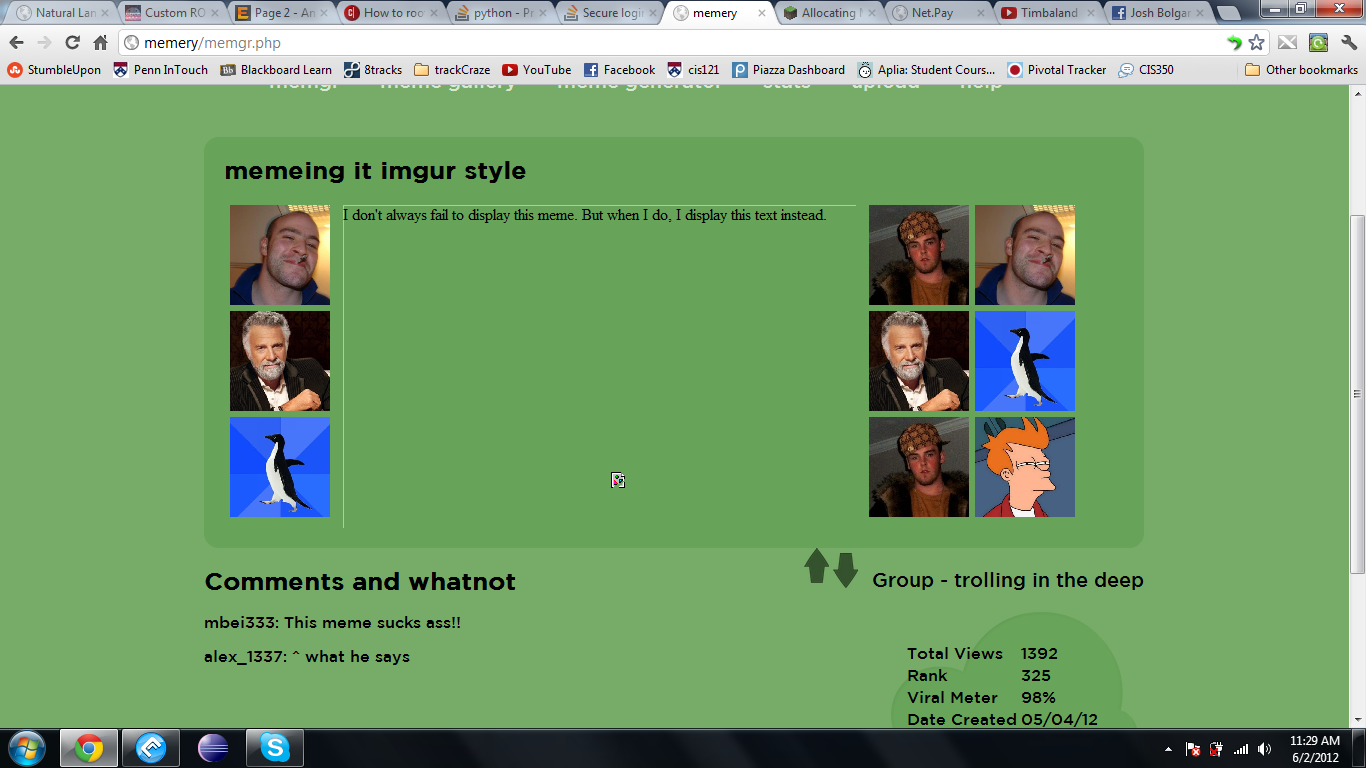 Natural Lan
Custom RO
Page 2 - An
How to roo
python - Pr
Secure logi
memery
Allocating
Net.Pay
Timbaland
Josh Bolgar
memery/memgr.php
StumbleUpon
Penn InTouch
Bb
Blackboard Learn
8tracks
trackCraze
YouTube
Facebook
cis121
Piazza Dashboard
Aplia: Student Cours...
Pivotal Tracker
CIS350
Other bookmarks
memgr
meme gallery
meme generator
stats
upload
help
memeing it imgur style
I don't always fail to display this meme. But when I do, I display this text instead.
Comments and whatnot
Group - trolling in the deep
mbei333: This meme sucks ass!!
alex_1337: ^ what he says
Total Views 1392
Rank 325
Viral Meter 98%
Date Created 05/04/12
11:29 AM
6/2/2012